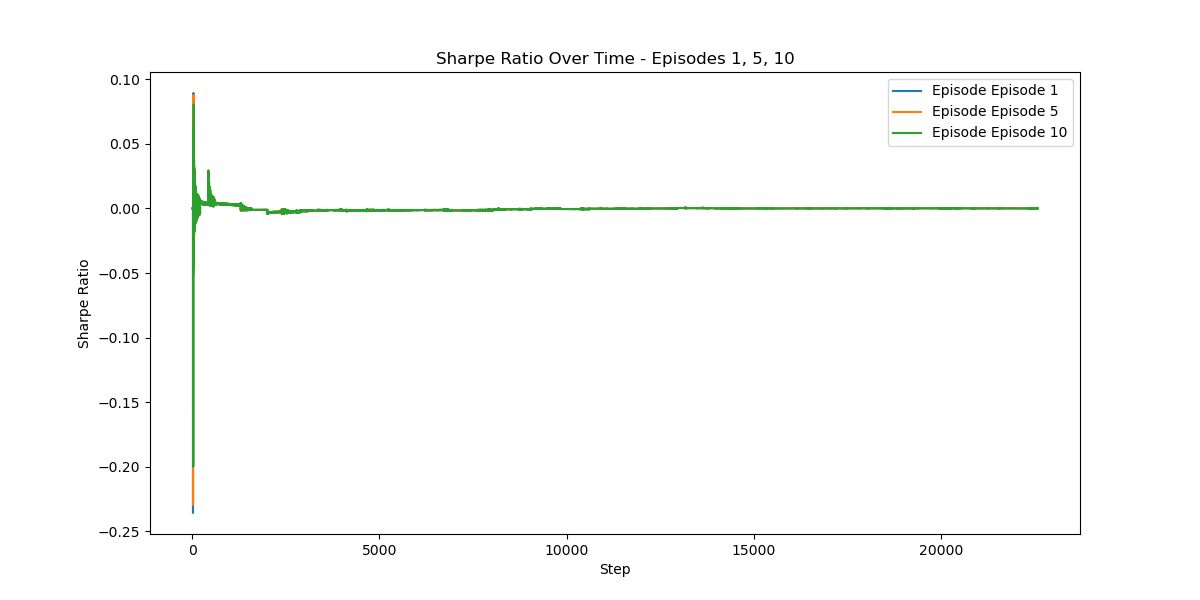 Sharpe Ratio Over Time - Episodes 1, 5, 10
Episode Episode 1
Episode Episode 5
Episode Episode 10
Sharpe Ratio
0.10
0.05
0.00
−0.05
−0.10
−0.15
−0.20
−0.25
0
5000
10000
15000
20000
Step